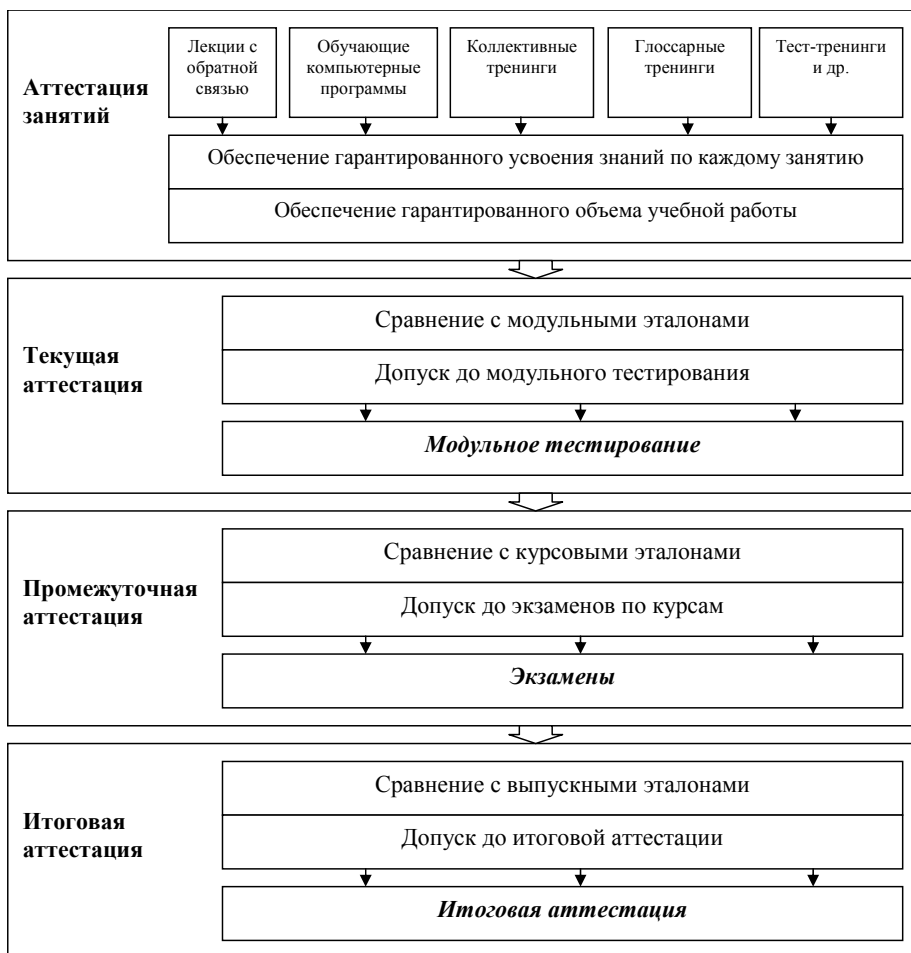 Аттестация
занятий
Лекции с
обратной
связью
Обучающие
компьютерные
программы
Коллективные
тренинги
Глоссарные
тренинги
Тест-тренинги
и др.
Обеспечение гарантированного усвоения знаний по каждому занятию
Обеспечение гарантированного объема учебной работы
Текущая
аттестация
Сравнение с модульными эталонами
Допуск до модульного тестирования
Модульное тестирование
Промежуточная
аттестация
Сравнение с курсовыми эталонами
Допуск до экзаменов по курсам
Экзамены
Итоговая
аттестация
Сравнение с выпускными эталонами
Допуск до итоговой аттестации
Итоговая аттестация